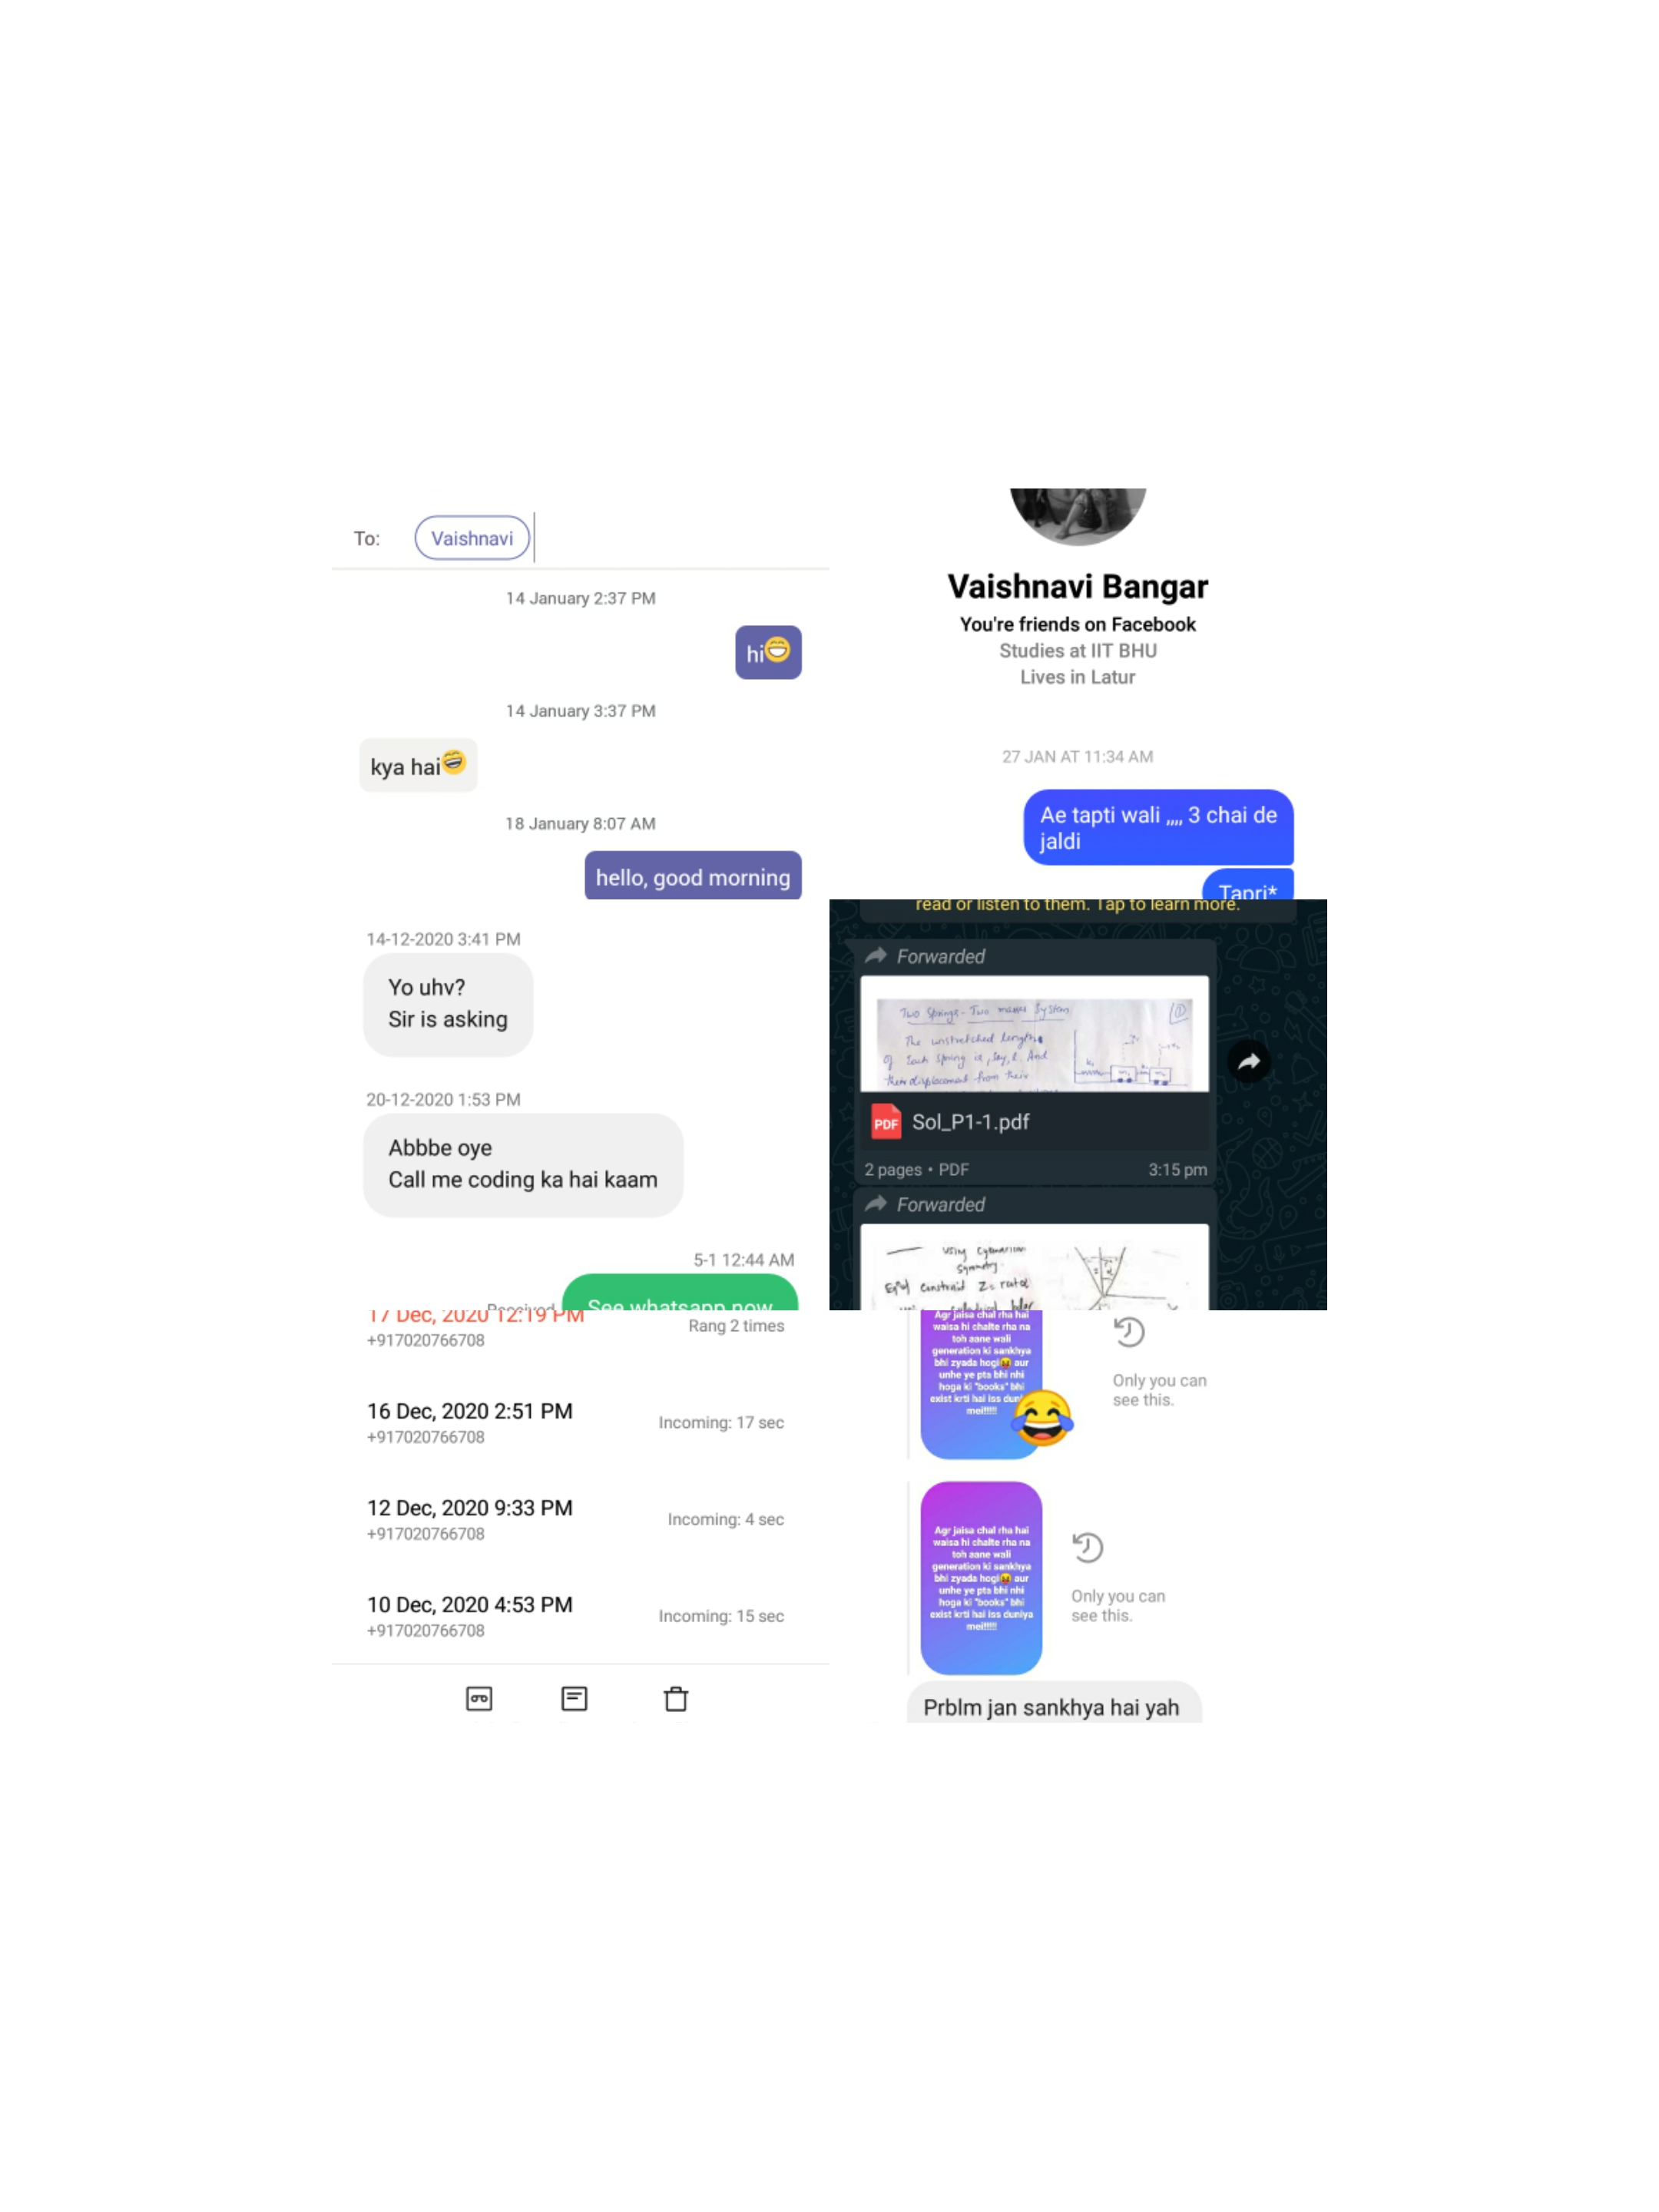 To: Vaishnavi
14 January 2:37 PM
hi😁
14 January 3:37 PM
kya hai😅
18 January 8:07 AM
hello, good morning
Vaishnavi Bangar
You're friends on Facebook
Studies at IIT BHU
Lives in Latur
27 JAN AT 11:34 AM
Ae tapti wali ,,,, 3 chai de
jaldi
Tapri*
14-12-2020 3:41 PM
Yo uhv?
Sir is asking
20-12-2020 1:53 PM
Abbbe oye
Call me coding ka hai kaam
5-1 12:44 AM
Received See whatsapp now
read or listen to them. Tap to learn more.
Forwarded
Two Springs - Two masses System
The unstretched lengths
of each spring is, say, l. And
their displacement from their
PDF Sol_P1-1.pdf
2 pages • PDF 3:15 pm
Forwarded
Using cylindrical
Symmetry.
constraint Z =
17 Dec, 2020 12:19 PM Rang 2 times
+917020766708
16 Dec, 2020 2:51 PM Incoming: 17 sec
+917020766708
12 Dec, 2020 9:33 PM Incoming: 4 sec
+917020766708
10 Dec, 2020 4:53 PM Incoming: 15 sec
+917020766708
Agr jaisa chal rha hai
waisa hi chalte rha na
toh aane wali
generation ki sankhya
bhi zyada hogi😝 aur
unhe ye pta bhi nhi
hoga ki "books" bhi
exist krti hai iss
mei!!!!!
Only you can
see this.
Agr jaisa chal rha hai
waisa hi chalte rha na
toh aane wali
generation ki sankhya
bhi zyada hogi😝 aur
unhe ye pta bhi nhi
hoga ki "books" bhi
exist krti hai iss duniya
mei!!!!!
Only you can
see this.
Prblm jan sankhya hai yah